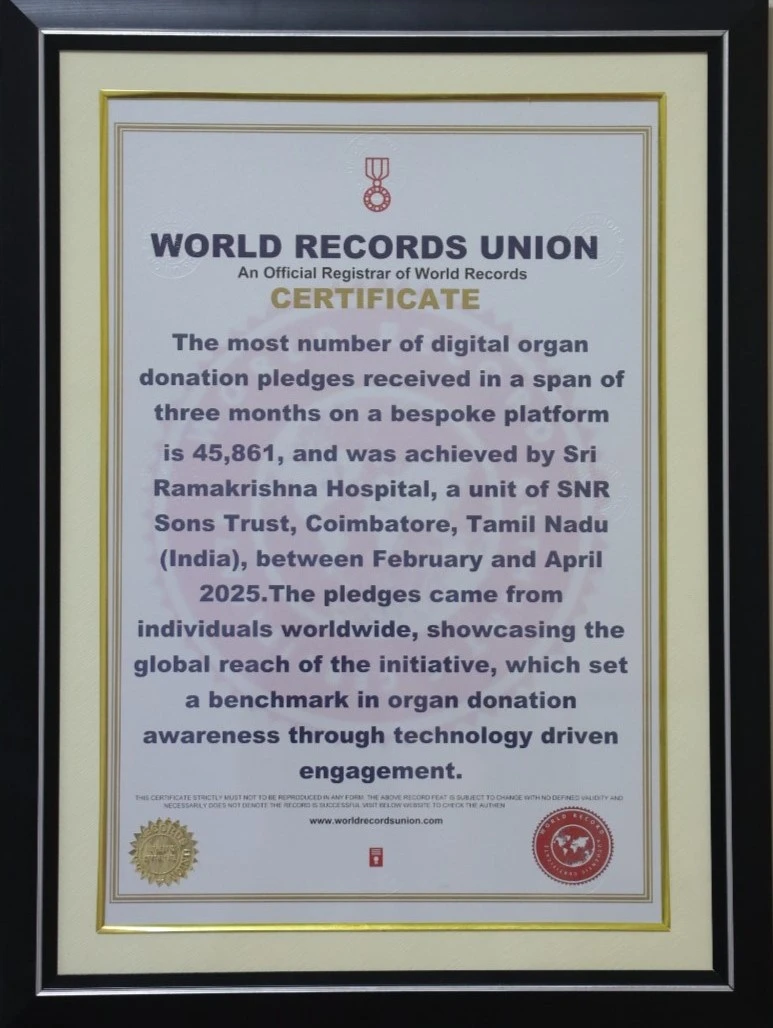 WORLD RECORDS UNION
An Official Registrar of World Records
CERTIFICATE
The most number of digital organ
donation pledges received in a span of
three months on a bespoke platform
is 45,861, and was achieved by Sri
Ramakrishna Hospital, a unit of SNR
Sons Trust, Coimbatore, Tamil Nadu
(India), between February and April
2025.The pledges came from
individuals worldwide, showcasing the
global reach of the initiative, which set
a benchmark in organ donation
awareness through technology driven
engagement.
THIS CERTIFICATE STRICTLY MUST NOT TO BE REPRODUCED IN ANY FORM. THE ABOVE RECORD FEAT IS SUBJECT TO CHANGE WITH NO DEFINED VALIDITY AND
NECESSARILY DOES NOT DENOTE THE RECORD IS SUCCESSFUL VISIT BELOW WEBSITE TO CHECK THE AUTHEN
www.worldrecordsunion.com
WORLD RECORD